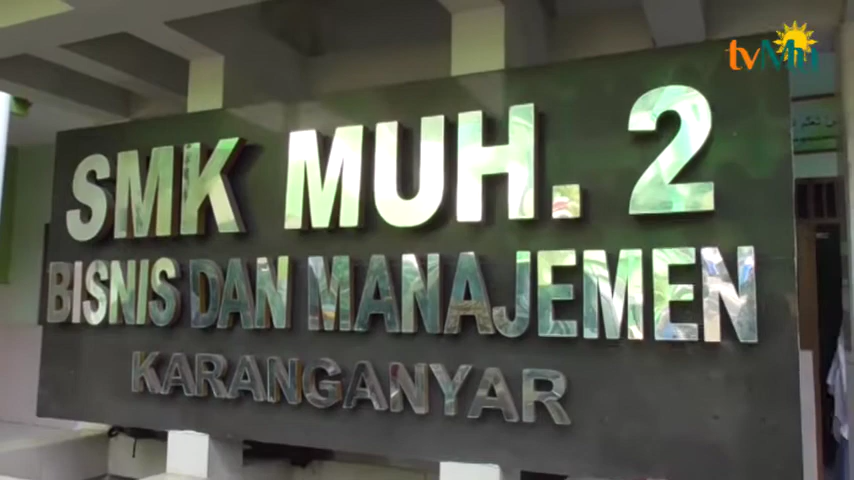 tvMu
SMK MUH. 2
BISNIS DAN MANAJEMEN
KARANGANYAR